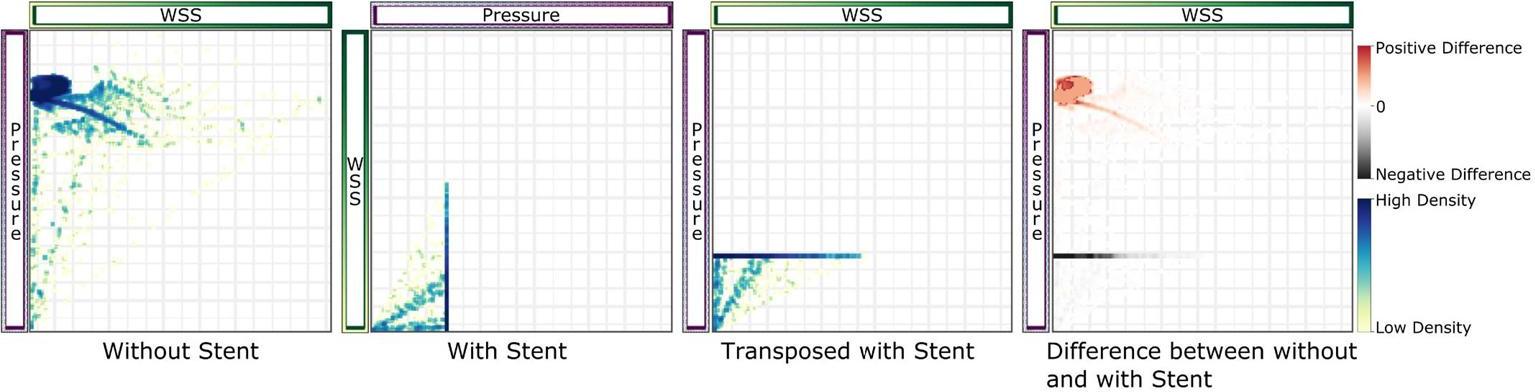 WSS
Pressure
WSS
WSS
Pressure
WSS
Pressure
Pressure
Positive Difference
0
Negative Difference
High Density
Low Density
Without Stent
With Stent
Transposed with Stent
Difference between without
and with Stent